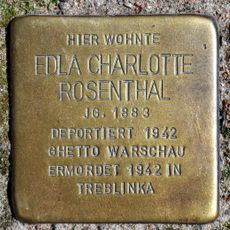 HIER WOHNTE
EDLA CHARLOTTE
ROSENTHAL
JG. 1883
DEPORTIERT 1942
GHETTO WARSCHAU
ERMORDET 1942 IN
TREBLINKA